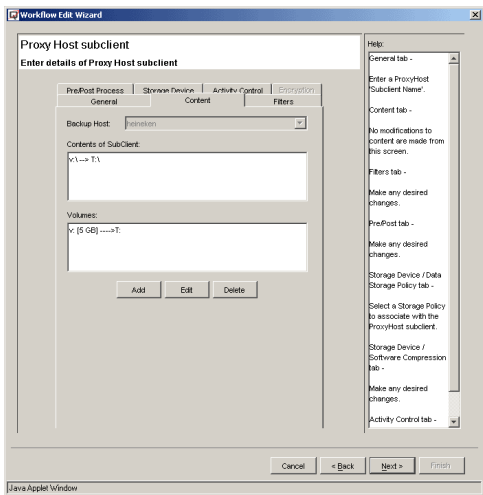 Workflow Edit Wizard
Proxy Host subclient
Enter details of Proxy Host subclient
Pre/Post Process Storage Device Activity Control Encryption
General Content Filters
Backup Host: heineken
Contents of SubClient:
v:\ --> T:\
Volumes:
v: [5 GB] ---->T:
Add Edit Delete
Help:
General tab -
Enter a ProxyHost
'Subclient Name'.
Content tab -
No modifications to
content are made from
this screen.
Filters tab -
Make any desired
changes.
Pre/Post tab -
Make any desired
changes.
Storage Device / Data
Storage Policy tab -
Select a Storage Policy
to associate with the
ProxyHost subclient.
Storage Device /
Software Compression
tab -
Make any desired
changes.
Activity Control tab -
Cancel < Back Next > Finish
Java Applet Window